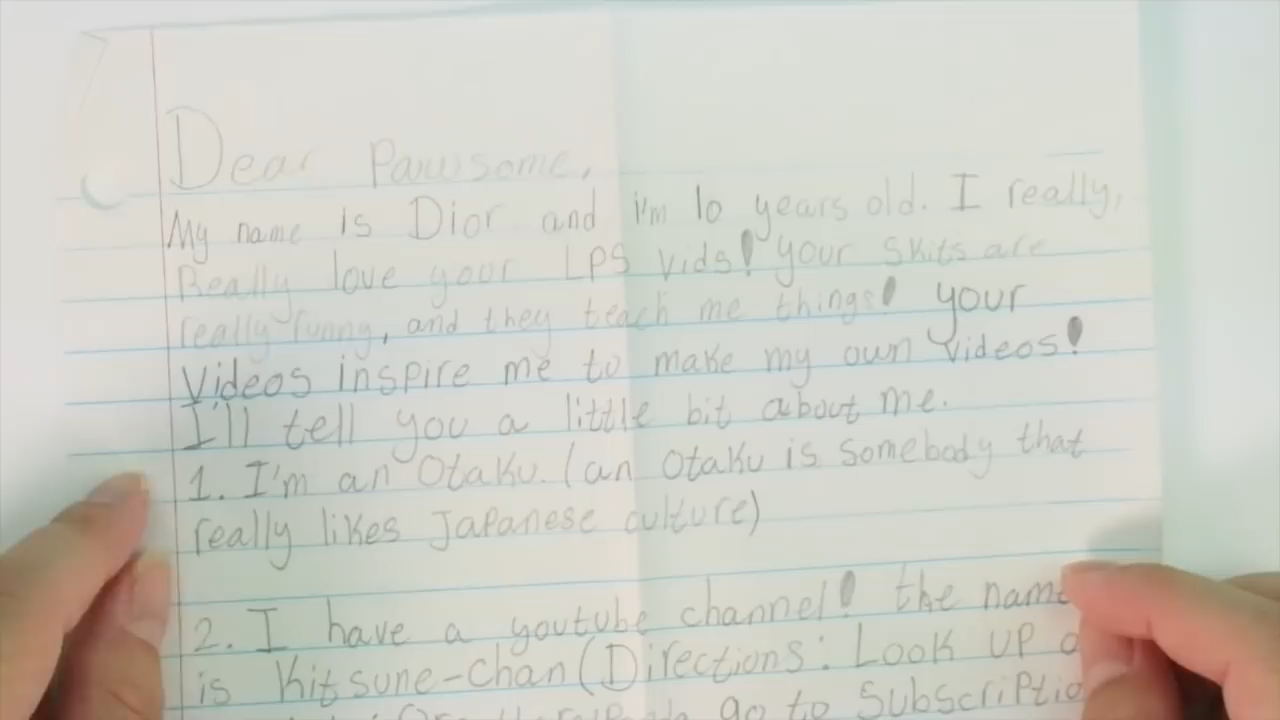 Dear Pawsome,
My name is Dior and i'm 10 years old. I really,
Really love your LPS vids! your skits are
really funny, and they teach me things! your
Videos inspire me to make my own videos!
I'll tell you a little bit about me.
1. I'm an Otaku. (an otaku is somebody that
really likes Japanese culture)
2. I have a youtube channel! the name
is Kitsune-chan (Directions: Look up
go to Subscriptio